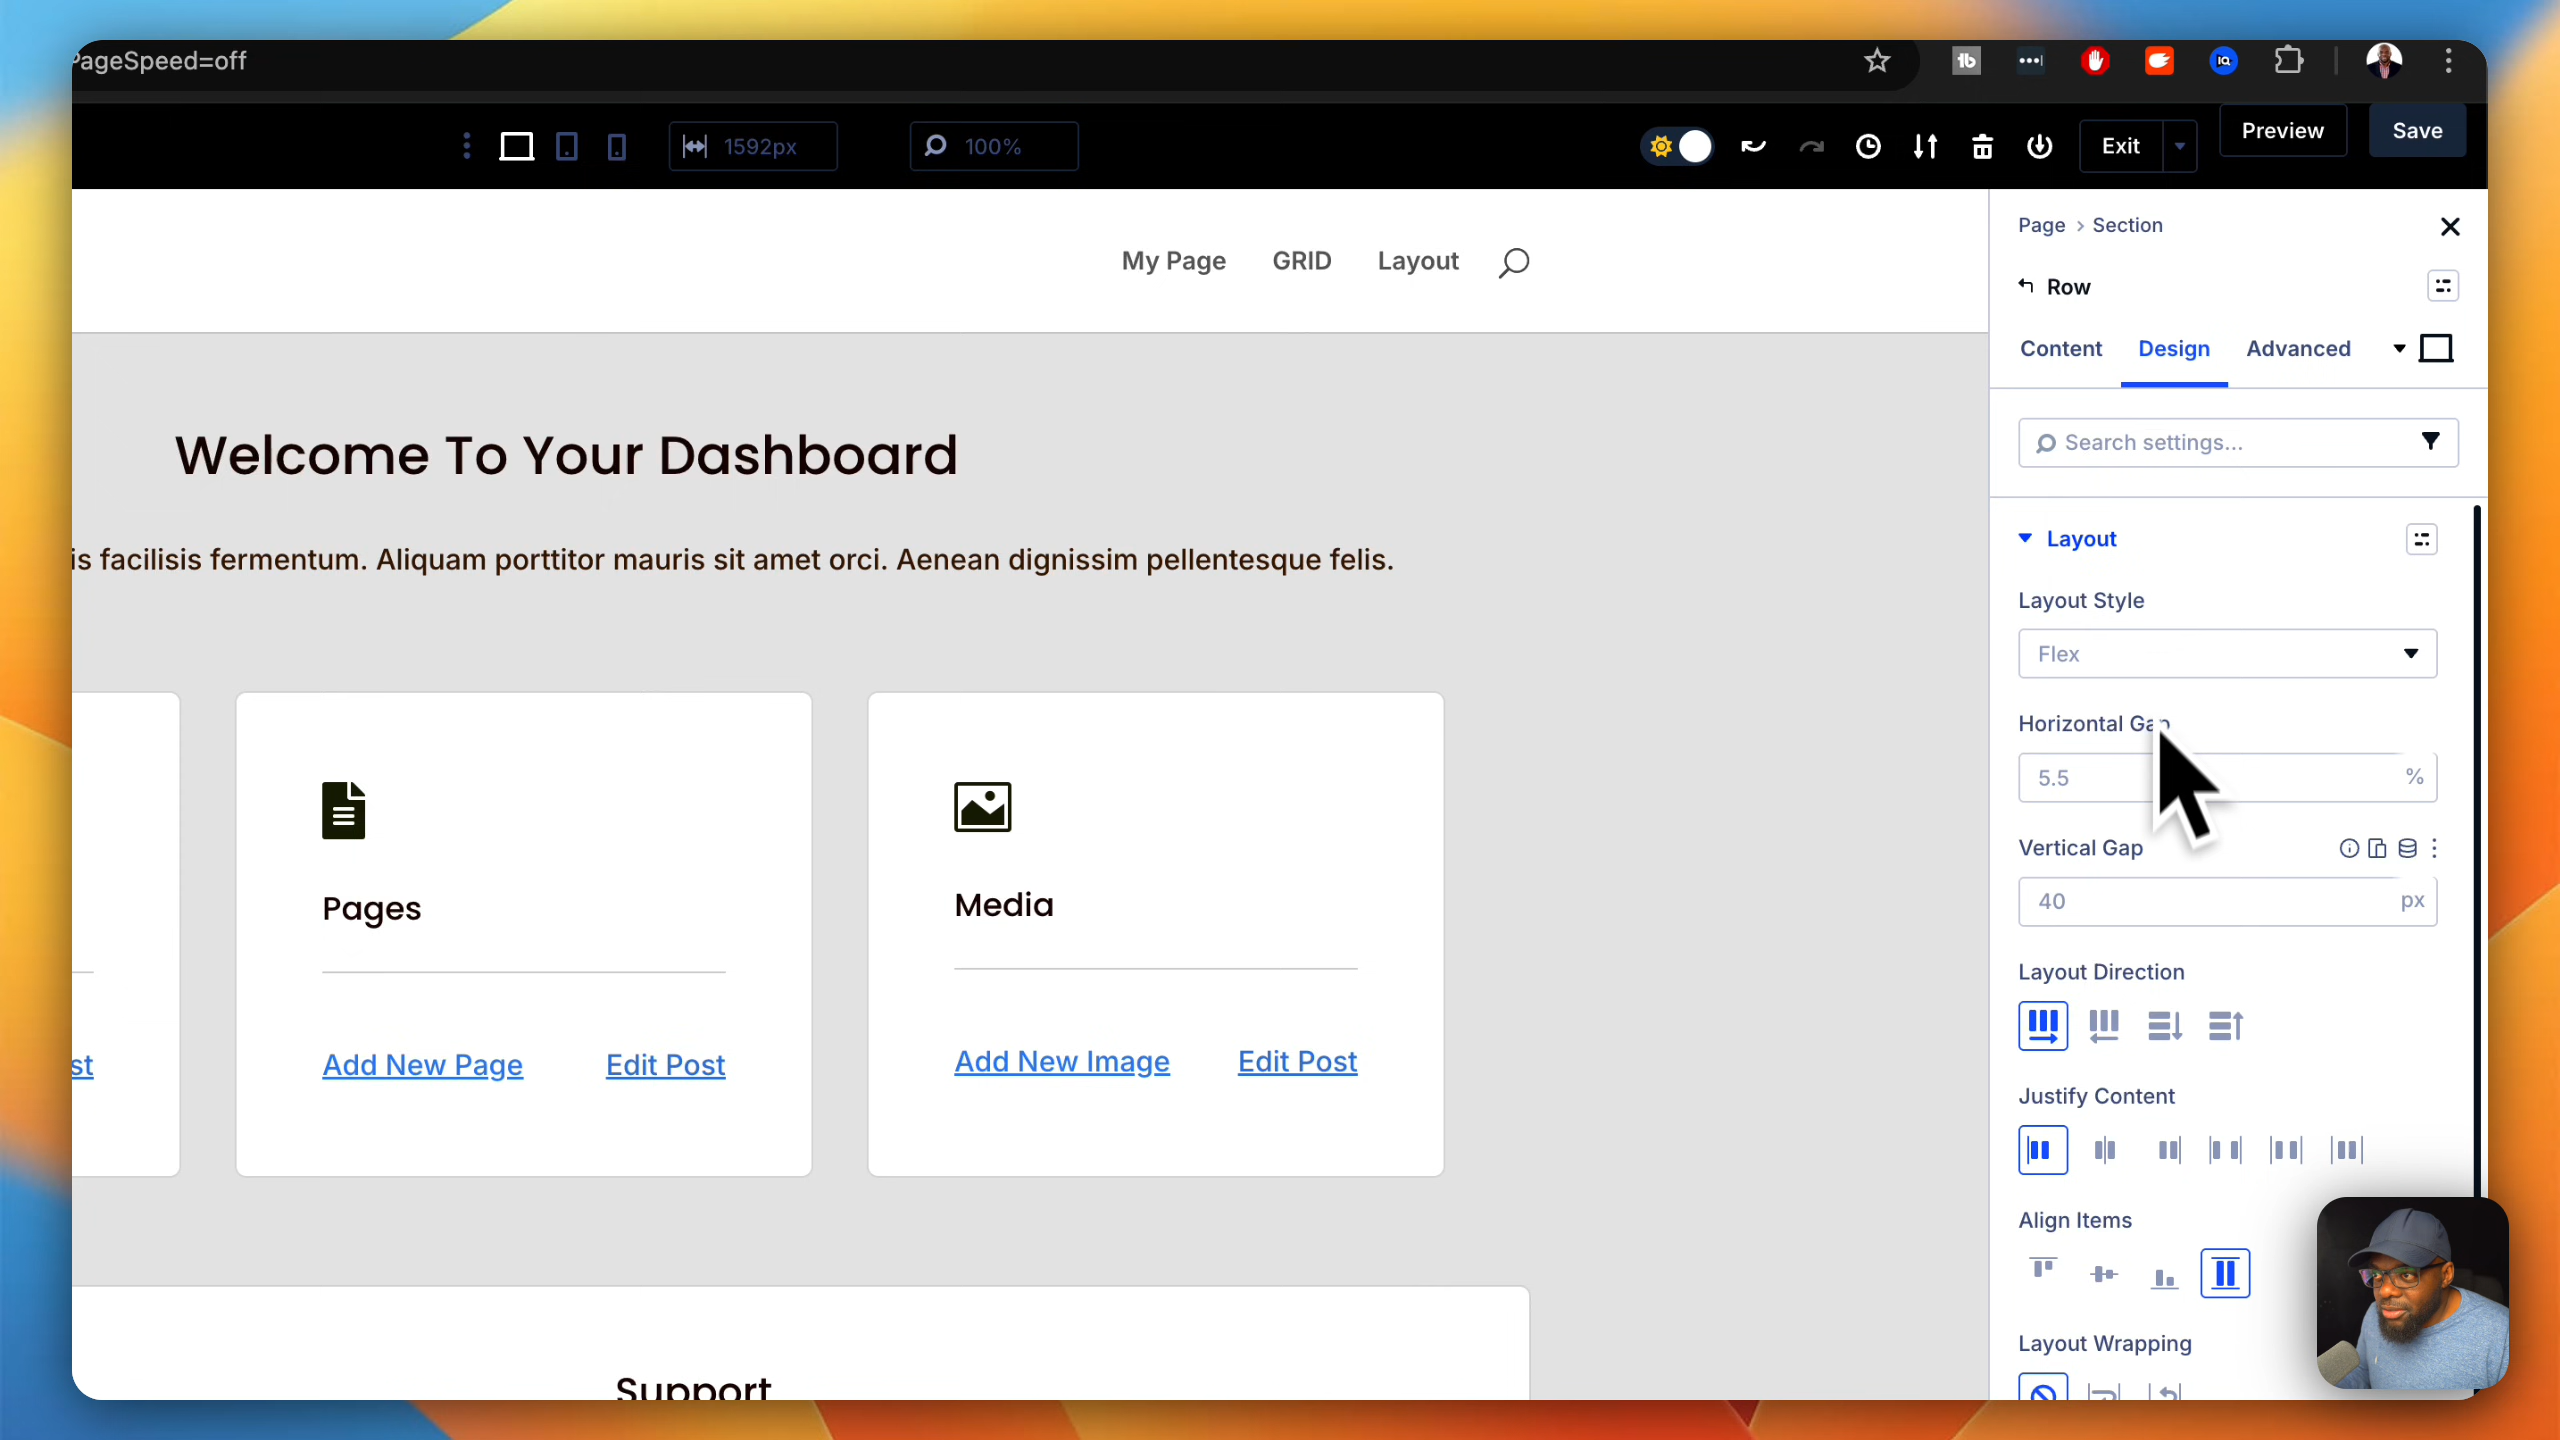 PageSpeed=off
1592px
100%
Exit
Preview
Save
My Page
GRID
Layout
Page > Section
Row
Content
Design
Advanced
Search settings...
Welcome To Your Dashboard
is facilisis fermentum. Aliquam porttitor mauris sit amet orci. Aenean dignissim pellentesque felis.
Layout
Layout Style
Flex
Horizontal Gap
5.5
%
Vertical Gap
40
px
Layout Direction
Justify Content
Align Items
Layout Wrapping
Pages
Media
st
Add New Page
Edit Post
Add New Image
Edit Post
Support